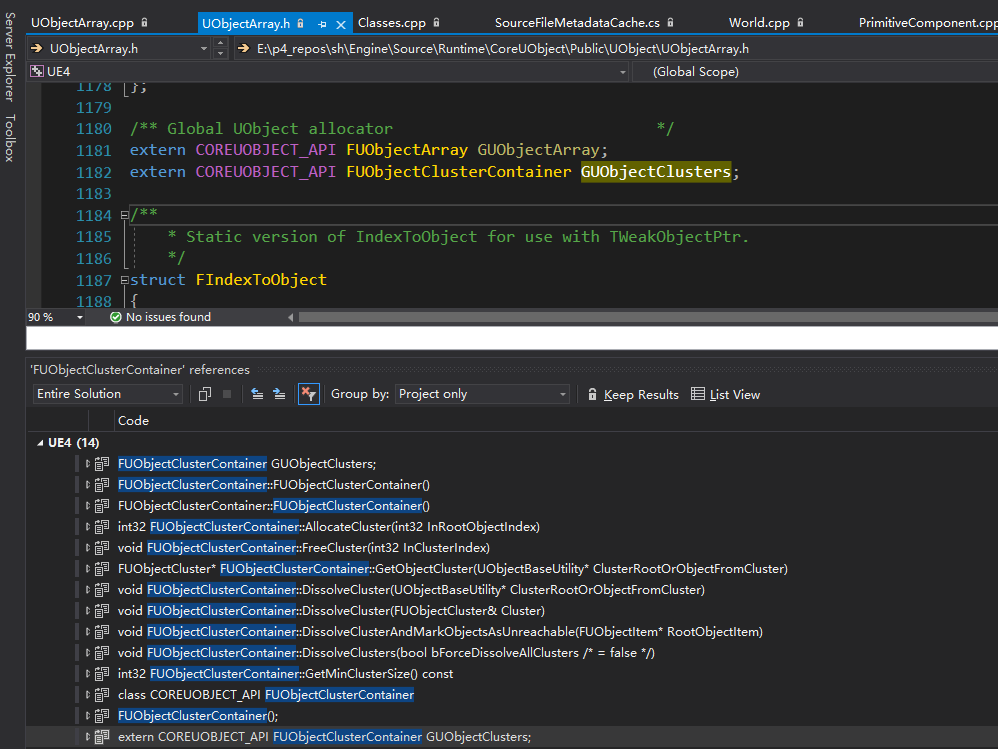 UObjectArray.cpp UObjectArray.h Classes.cpp SourceFileMetadataCache.cs World.cpp PrimitiveComponent.cpp
Server Explorer
Toolbox
UObjectArray.h E:\p4_repos\sh\Engine\Source\Runtime\CoreUObject\Public\UObject\UObjectArray.h
UE4 (Global Scope)
1178 };
1179
1180 /** Global UObject allocator */
1181 extern COREUOBJECT_API FUObjectArray GUObjectArray;
1182 extern COREUOBJECT_API FUObjectClusterContainer GUObjectClusters;
1183
1184 /**
1185 * Static version of IndexToObject for use with TWeakObjectPtr.
1186 */
1187 struct FIndexToObject
1188 {
90 % No issues found
'FUObjectClusterContainer' references
Entire Solution Group by: Project only Keep Results List View
Code
UE4 (14)
FUObjectClusterContainer GUObjectClusters;
FUObjectClusterContainer::FUObjectClusterContainer()
FUObjectClusterContainer::FUObjectClusterContainer()
int32 FUObjectClusterContainer::AllocateCluster(int32 InRootObjectIndex)
void FUObjectClusterContainer::FreeCluster(int32 InClusterIndex)
FUObjectCluster* FUObjectClusterContainer::GetObjectCluster(UObjectBaseUtility* ClusterRootOrObjectFromCluster)
void FUObjectClusterContainer::DissolveCluster(UObjectBaseUtility* ClusterRootOrObjectFromCluster)
void FUObjectClusterContainer::DissolveCluster(FUObjectCluster& Cluster)
void FUObjectClusterContainer::DissolveClusterAndMarkObjectsAsUnreachable(FUObjectItem* RootObjectItem)
void FUObjectClusterContainer::DissolveClusters(bool bForceDissolveAllClusters /* = false */)
int32 FUObjectClusterContainer::GetMinClusterSize() const
class COREUOBJECT_API FUObjectClusterContainer
FUObjectClusterContainer();
extern COREUOBJECT_API FUObjectClusterContainer GUObjectClusters;